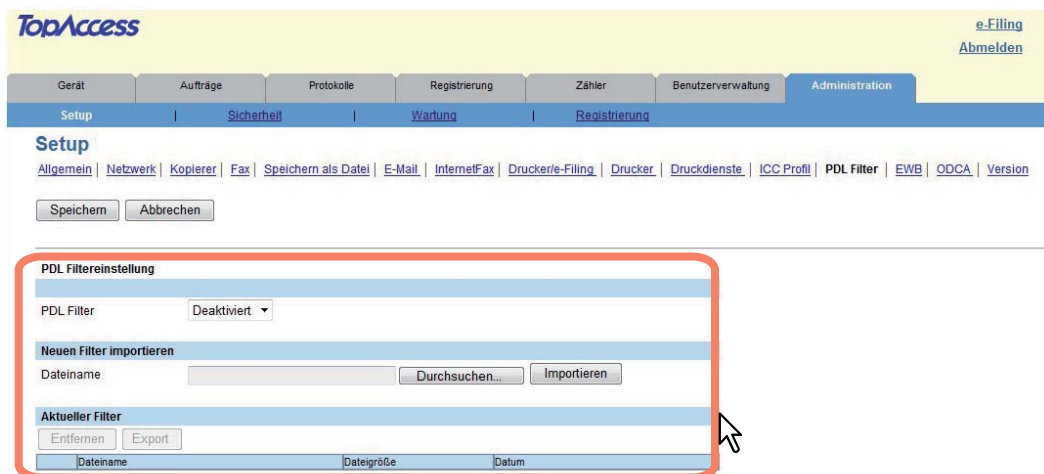 TopAccess
e-Filing
Abmelden
Gerät Aufträge Protokolle Registrierung Zähler Benutzerverwaltung Administration
Setup | Sicherheit | Wartung | Registrierung
Setup
Allgemein | Netzwerk | Kopierer | Fax | Speichern als Datei | E-Mail | InternetFax | Drucker/e-Filing | Drucker | Druckdienste | ICC Profil | PDL Filter | EWB | ODCA | Version
Speichern Abbrechen
PDL Filtereinstellung
PDL Filter Deaktiviert
Neuen Filter importieren
Dateiname Durchsuchen... Importieren
Aktueller Filter
Entfernen Export
Dateiname Dateigröße Datum